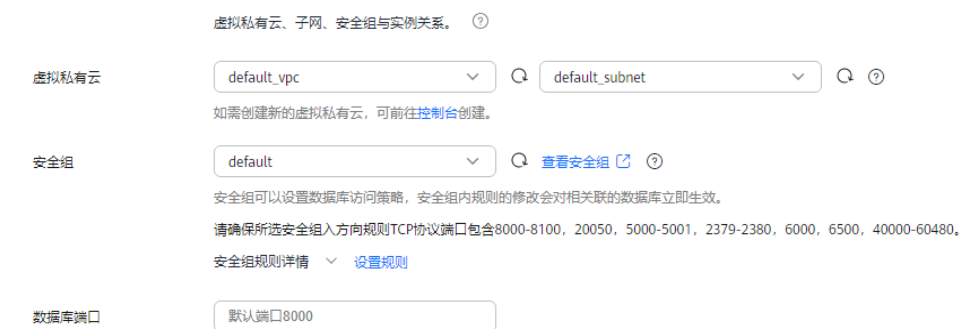 虚拟私有云、子网、安全组与实例关系。
虚拟私有云 default_vpc default_subnet
如需创建新的虚拟私有云，可前往控制台创建。
安全组 default 查看安全组
安全组可以设置数据库访问策略，安全组内规则的修改会对相关联的数据库立即生效。
请确保所选安全组入方向规则TCP协议端口包含8000-8100，20050，5000-5001，2379-2380，6000，6500，40000-60480。
安全组规则详情 设置规则
数据库端口 默认端口8000